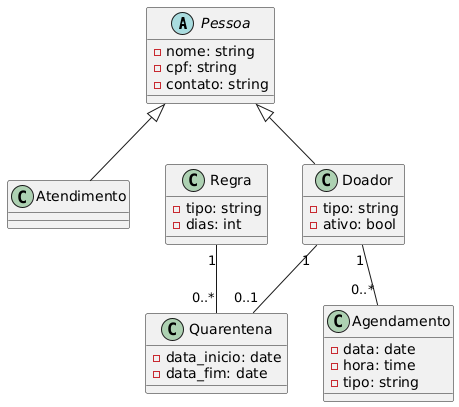 A Pessoa
nome: string
cpf: string
contato: string
C Atendimento
C Regra
tipo: string
dias: int
C Doador
tipo: string
ativo: bool
1
0..*
1
0..1
1
0..*
C Quarentena
data_inicio: date
data_fim: date
C Agendamento
data: date
hora: time
tipo: string